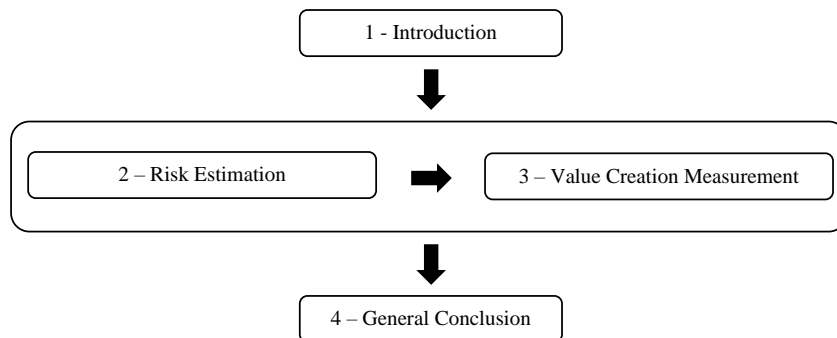 1 - Introduction
2 – Risk Estimation
3 – Value Creation Measurement
4 – General Conclusion